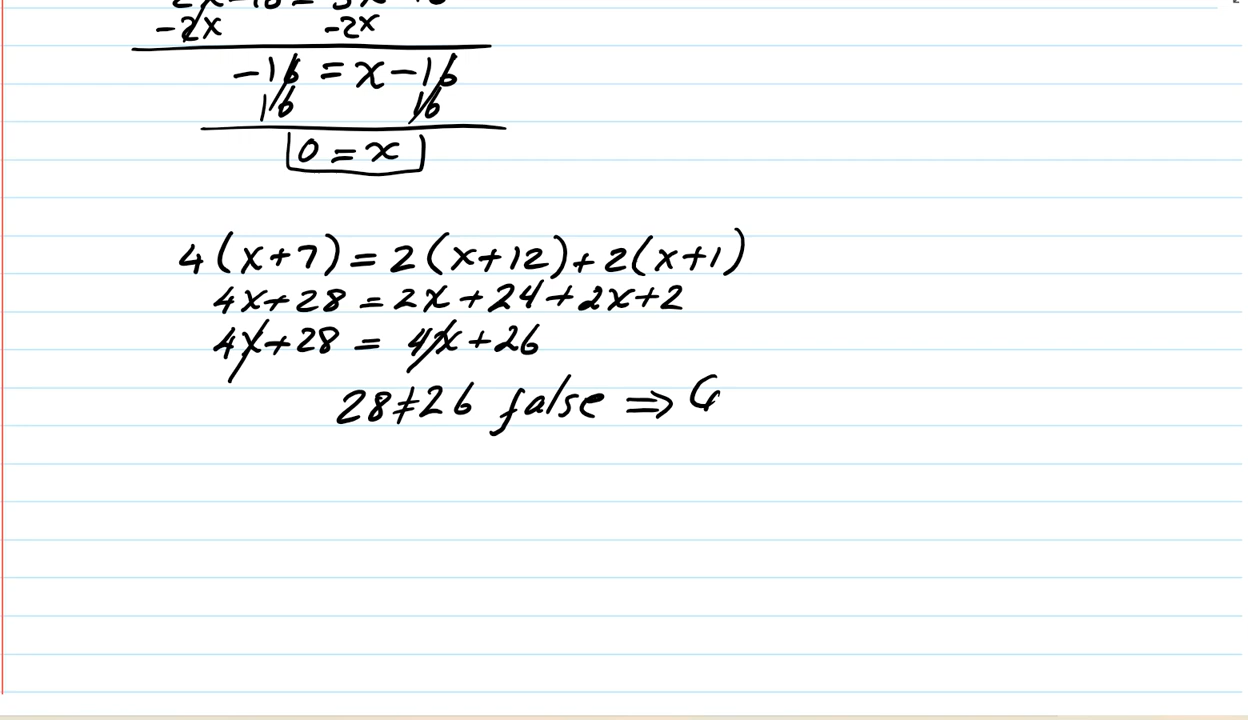 -2x -2x
-16 = x-16
16 16
0 = x
4(x+7) = 2(x+12)+2(x+1)
4x+28 = 2x+24+2x+2
4x+28 = 4x+26
28≠26 false ⇒